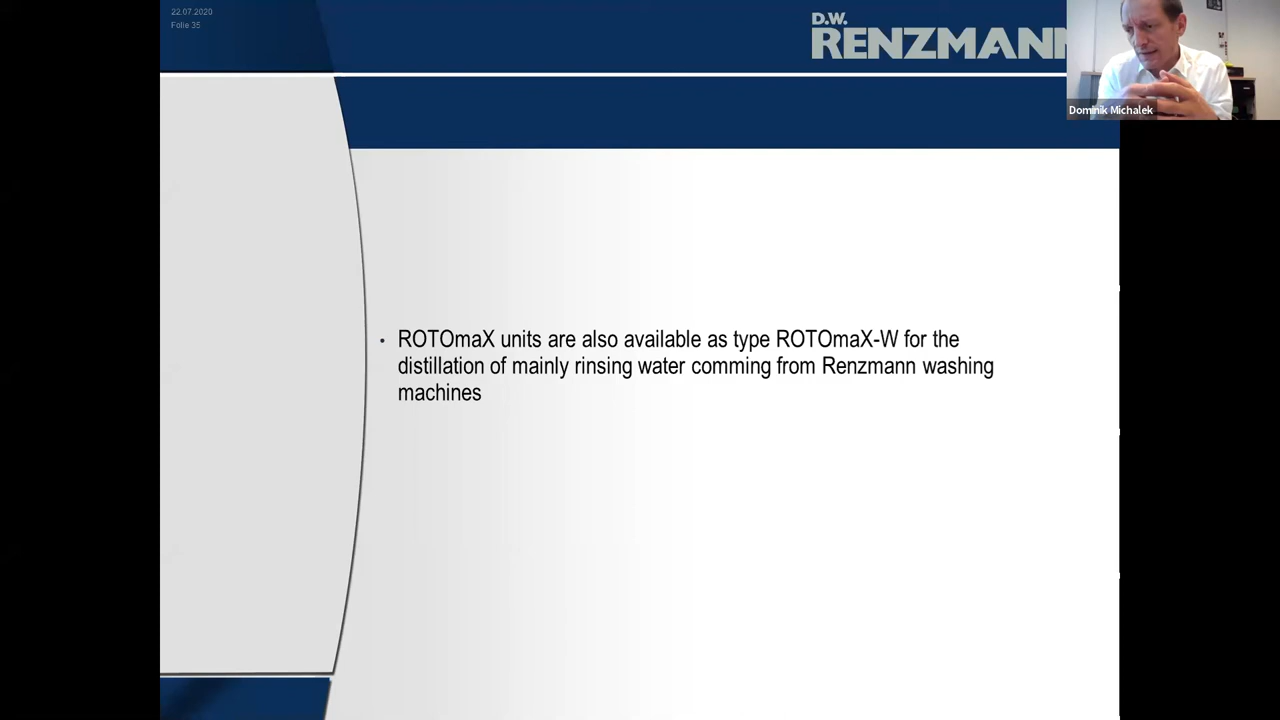 22.07.2020
Folie 35
D.W.
RENZMANN
Dominik Michalek
• ROTOmaX units are also available as type ROTOmaX-W for the
distillation of mainly rinsing water comming from Renzmann washing
machines